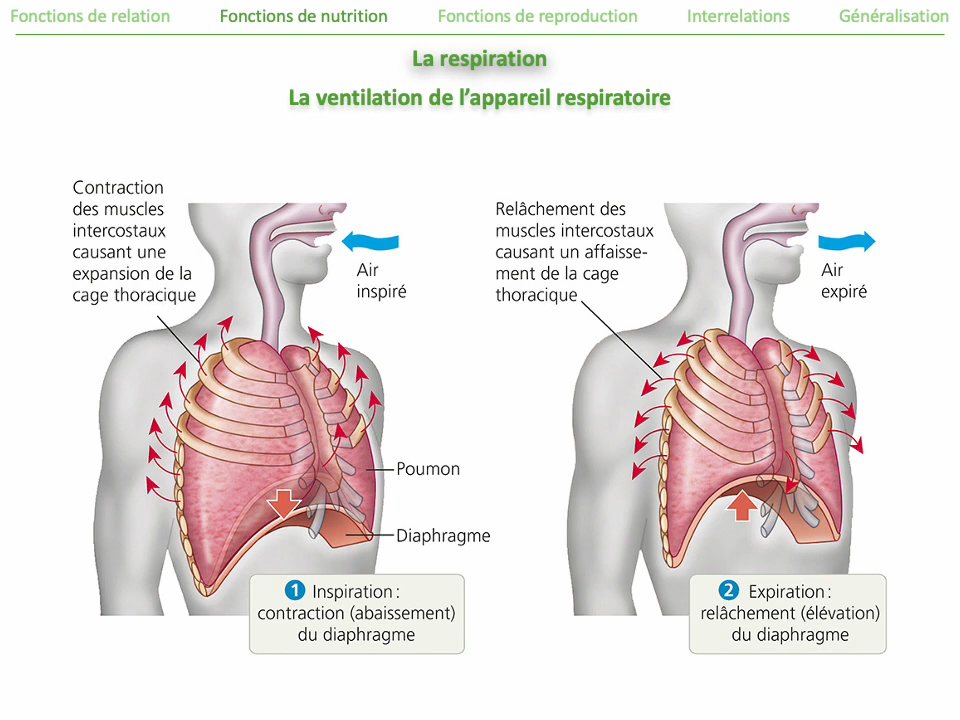 Fonctions de relation
Fonctions de nutrition
Fonctions de reproduction
Interrelations
Généralisation
La respiration
La ventilation de l’appareil respiratoire
Contraction
des muscles
intercostaux
causant une
expansion de la
cage thoracique
Air
inspiré
Poumon
Diaphragme
1 Inspiration :
contraction (abaissement)
du diaphragme
Relâchement des
muscles intercostaux
causant un affaisse-
ment de la cage
thoracique
Air
expiré
2 Expiration :
relâchement (élévation)
du diaphragme